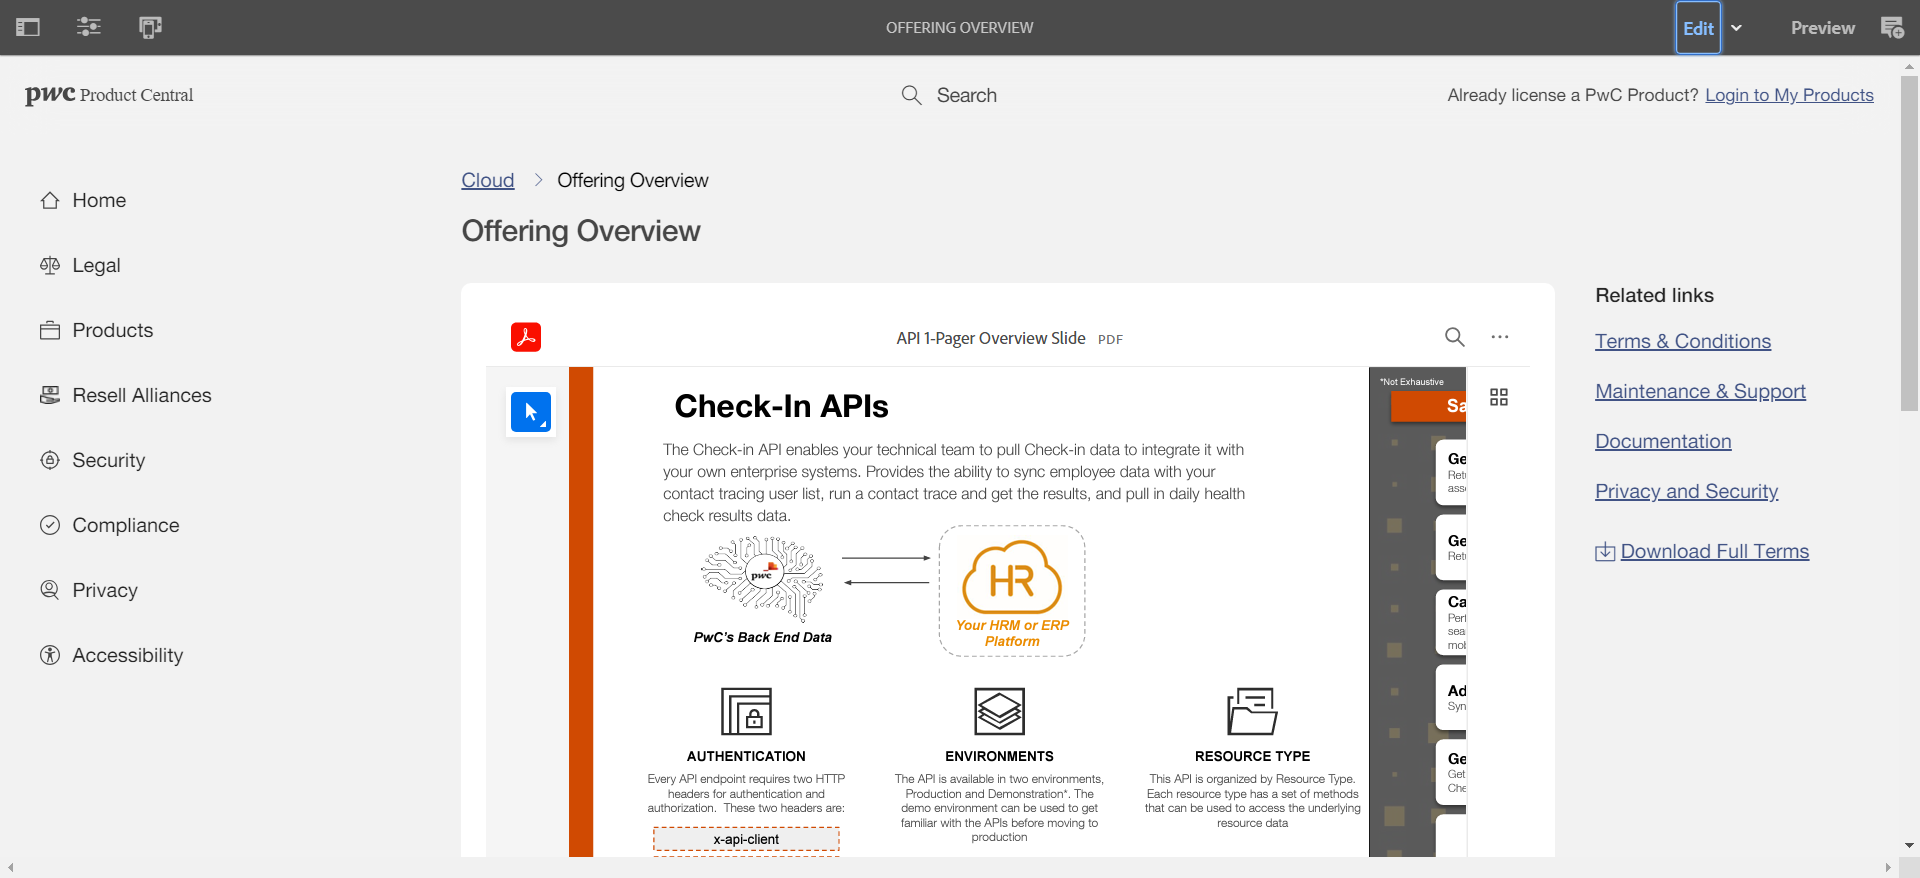 OFFERING OVERVIEW
Edit
Preview
pwc Product Central
Search
Already license a PwC Product? Login to My Products
Home
Legal
Products
Resell Alliances
Security
Compliance
Privacy
Accessibility
Cloud > Offering Overview
Offering Overview
API 1-Pager Overview Slide PDF
Check-In APIs
The Check-in API enables your technical team to pull Check-in data to integrate it with
your own enterprise systems. Provides the ability to sync employee data with your
contact tracing user list, run a contact trace and get the results, and pull in daily health
check results data.
pwc
PwC's Back End Data
HR
Your HRM or ERP
Platform
AUTHENTICATION
Every API endpoint requires two HTTP
headers for authentication and
authorization. These two headers are:
x-api-client
ENVIRONMENTS
The API is available in two environments,
Production and Demonstration*. The
demo environment can be used to get
familiar with the APIs before moving to
production
RESOURCE TYPE
This API is organized by Resource Type.
Each resource type has a set of methods
that can be used to access the underlying
resource data
*Not Exhaustive
Sa
Ge
Ret
ass
Ge
Ret
Ca
Perf
sea
mob
Ad
Syn
Ge
Get
Che
Related links
Terms & Conditions
Maintenance & Support
Documentation
Privacy and Security
Download Full Terms